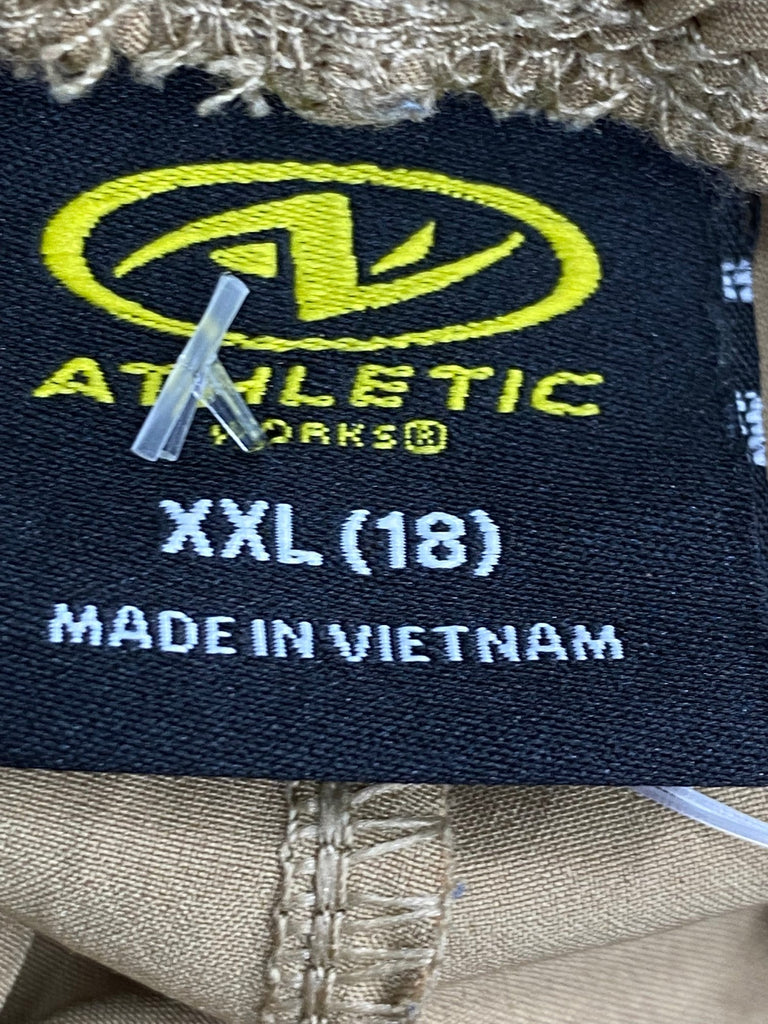 ATHLETIC
WORKS®
XXL (18)
MADE IN VIETNAM